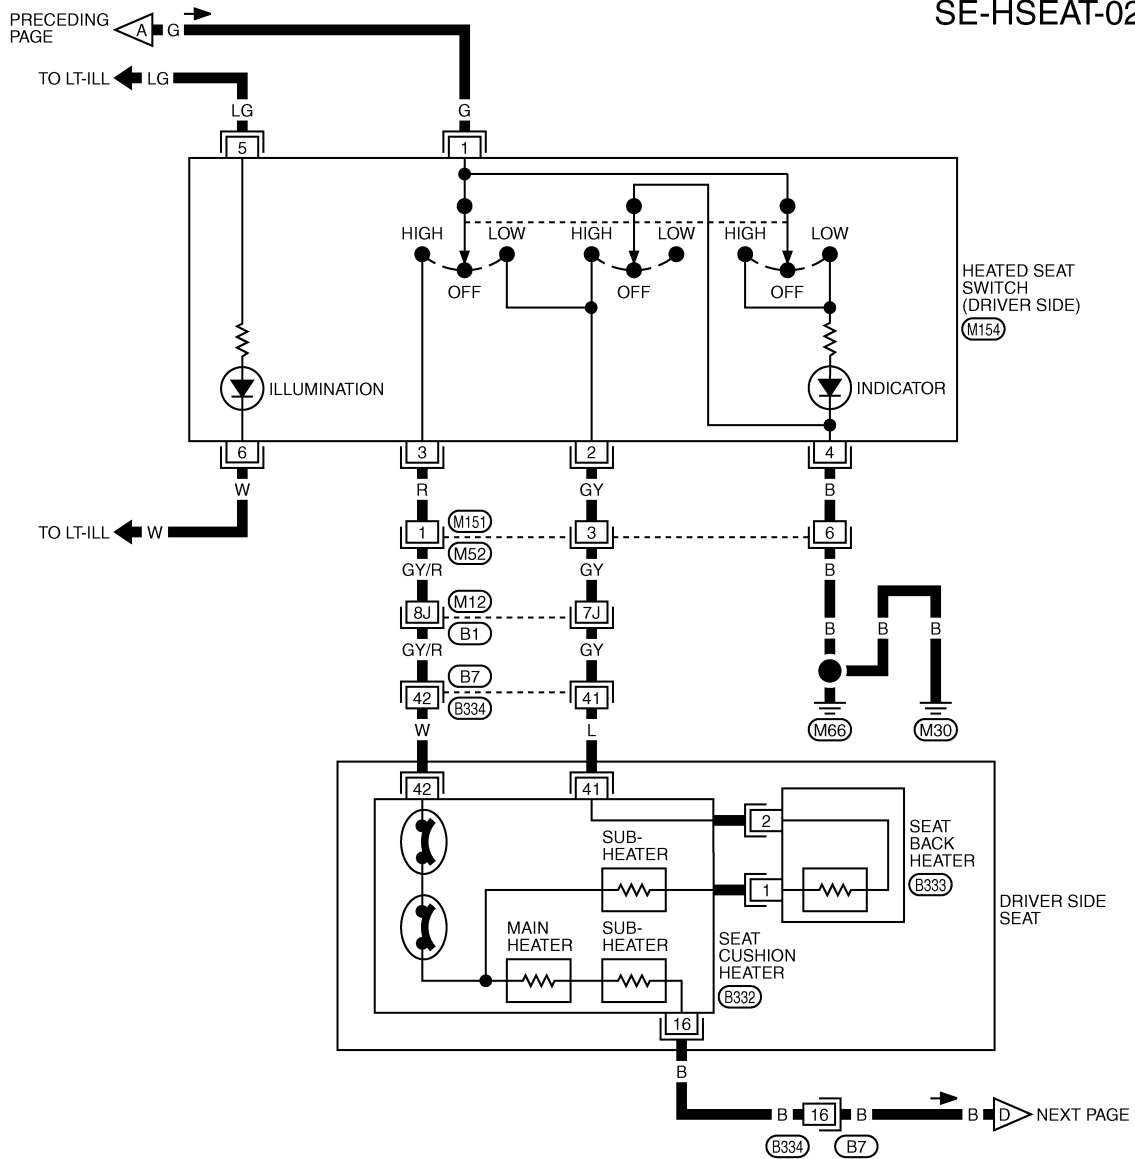 SE-HSEAT-02
PRECEDING
PAGE
A
G
TO LT-ILL
LG
LG
G
5
1
HIGH
LOW
HIGH
LOW
HIGH
LOW
OFF
OFF
OFF
HEATED SEAT
SWITCH
(DRIVER SIDE)
M154
ILLUMINATION
INDICATOR
6
3
2
4
W
R
GY
B
TO LT-ILL
W
1
M151
M52
3
6
GY/R
GY
B
8J
M12
B1
7J
GY/R
GY
B
B
B
42
B7
B334
41
W
L
M66
M30
42
41
2
SUB-
HEATER
1
SEAT
BACK
HEATER
B333
DRIVER SIDE
SEAT
MAIN
HEATER
SUB-
HEATER
SEAT
CUSHION
HEATER
B332
16
B
B
16
B
B
D
NEXT PAGE
B334
B7